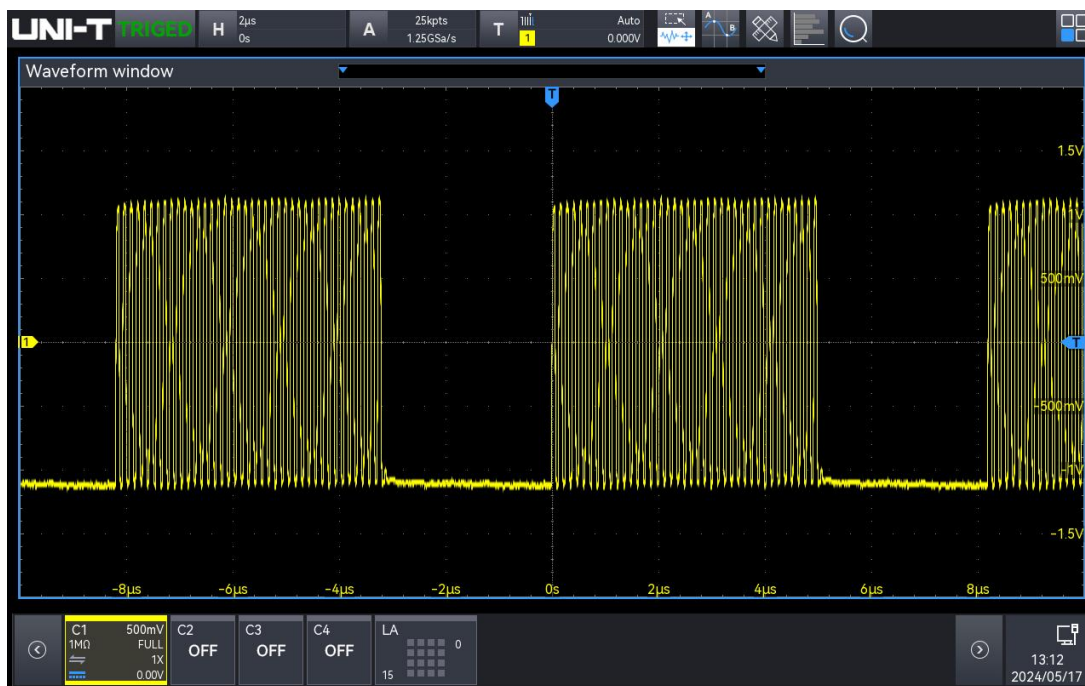 UNI-T TRIGED H 2μs 0s A 25kpts 1.25GSa/s T 1 Auto 0.000V
A B
Waveform window
T
1.5V
1V
500mV
1
T
-500mV
-1V
-1.5V
-8μs -6μs -4μs -2μs 0s 2μs 4μs 6μs 8μs
C1 500mV
1MΩ FULL
1X
0.00V
C2
OFF
C3
OFF
C4
OFF
LA
0
15
13:12
2024/05/17